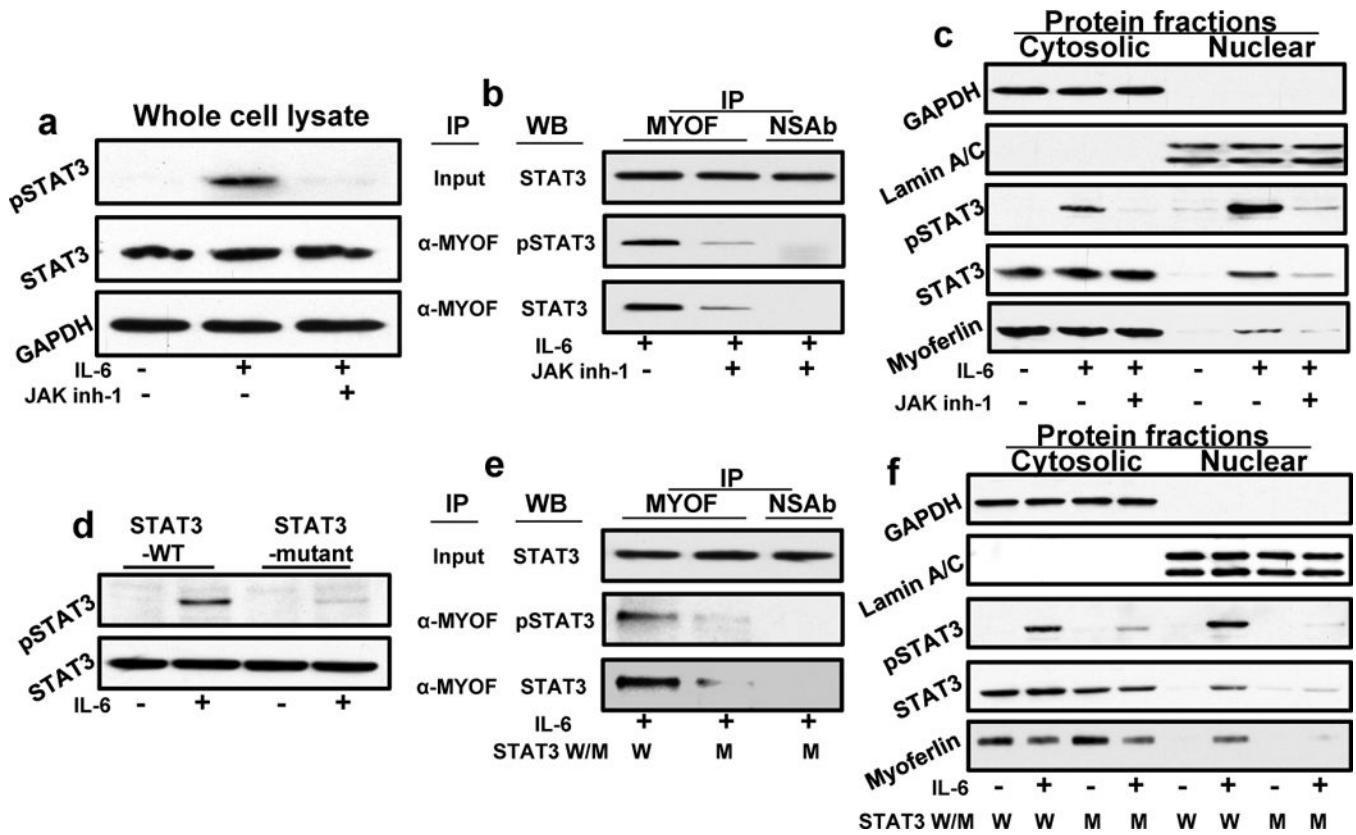 a
Whole cell lysate
pSTAT3
STAT3
GAPDH
IL-6 - + +
JAK inh-1 - - +
b
IP
IP WB MYOF NSAb
Input STAT3
α-MYOF pSTAT3
α-MYOF STAT3
IL-6 + + +
JAK inh-1 - + +
c
Protein fractions
Cytosolic Nuclear
GAPDH
Lamin A/C
pSTAT3
STAT3
Myoferlin
IL-6 - + + - + +
JAK inh-1 - - + - - +
d
STAT3 STAT3
-WT -mutant
pSTAT3
STAT3
IL-6 - + - +
e
IP
IP WB MYOF NSAb
Input STAT3
α-MYOF pSTAT3
α-MYOF STAT3
IL-6 + + +
STAT3 W/M W M M
f
Protein fractions
Cytosolic Nuclear
GAPDH
Lamin A/C
pSTAT3
STAT3
Myoferlin
IL-6 - + - + - + - +
STAT3 W/M W W M M W W M M